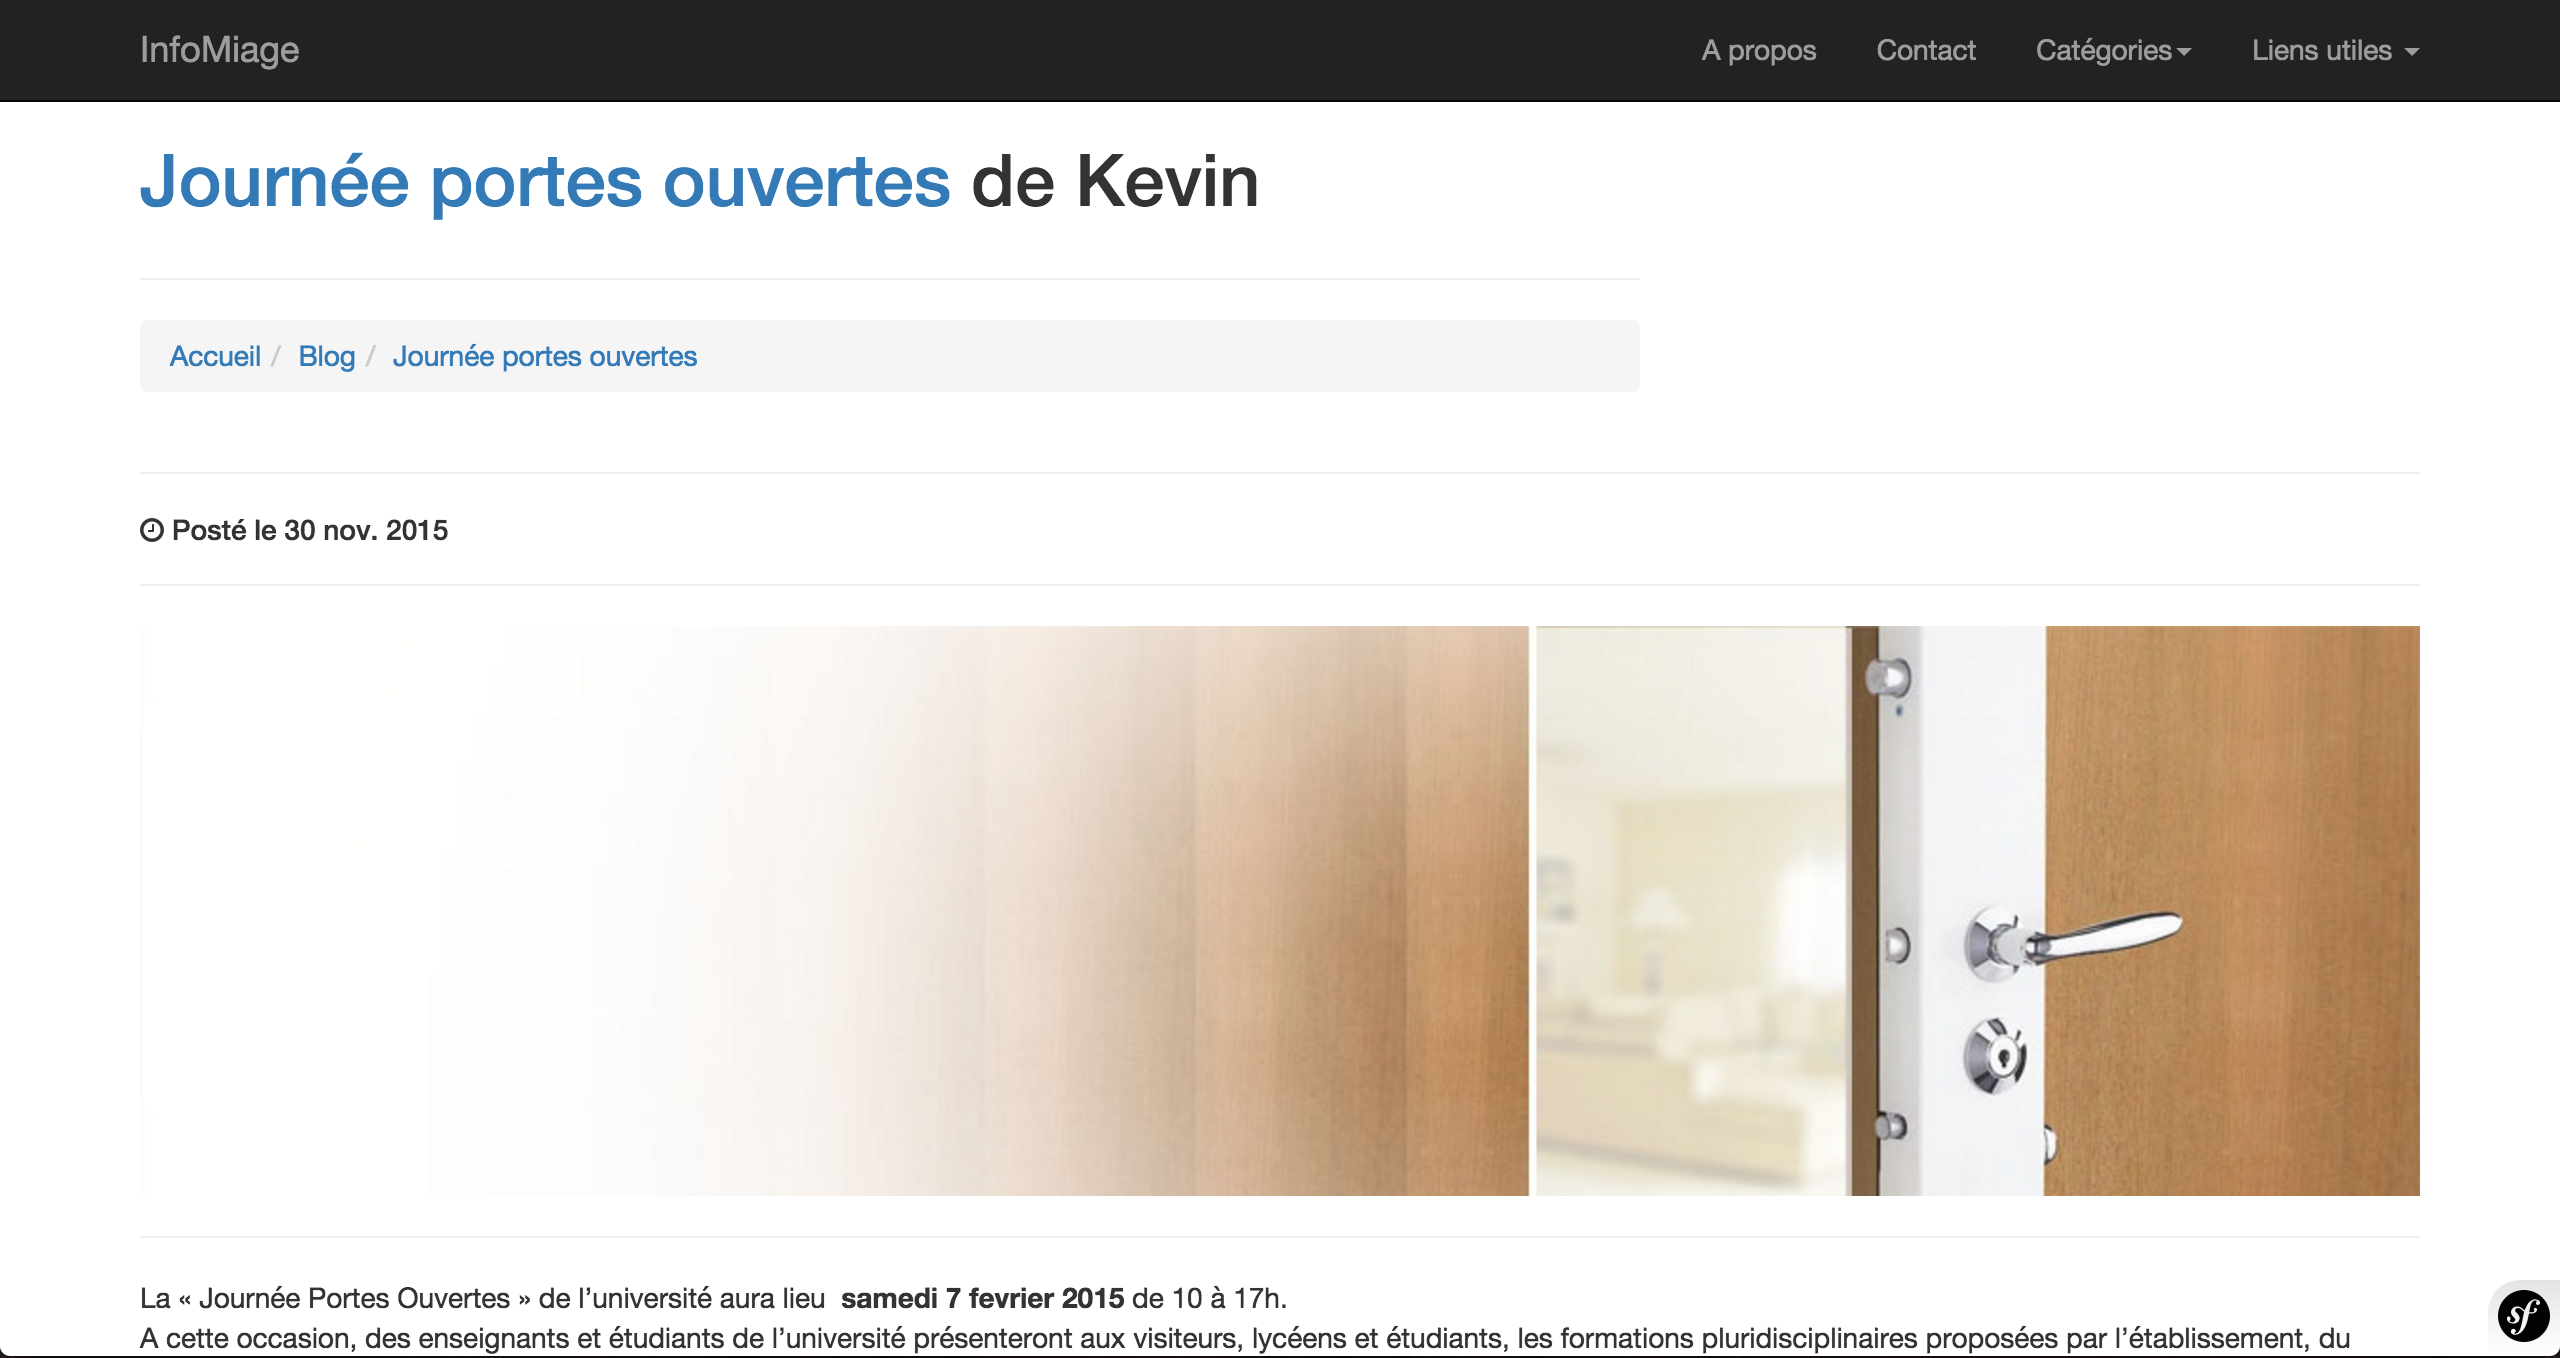 InfoMiage
A propos
Contact
Catégories
Liens utiles
Journée portes ouvertes de Kevin
Accueil / Blog / Journée portes ouvertes
Posté le 30 nov. 2015
La « Journée Portes Ouvertes » de l’université aura lieu samedi 7 fevrier 2015 de 10 à 17h.
A cette occasion, des enseignants et étudiants de l’université présenteront aux visiteurs, lycéens et étudiants, les formations pluridisciplinaires proposées par l’établissement, du
sf